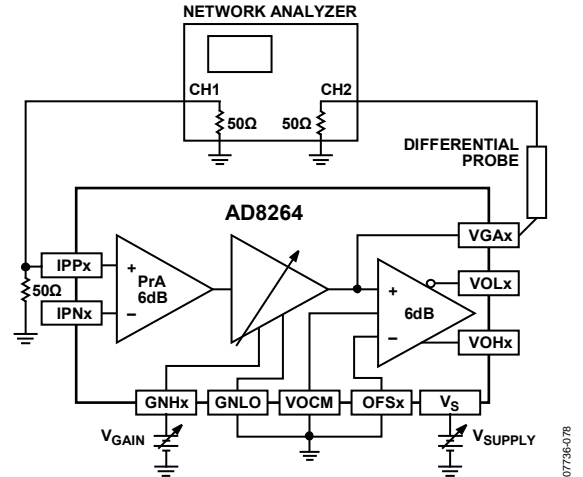 NETWORK ANALYZER
CH1
CH2
50Ω
50Ω
DIFFERENTIAL
PROBE
AD8264
VGAx
IPPx
+
PrA
6dB
–
+
6dB
–
VOLx
50Ω
IPNx
VOHx
GNHx
GNLO
VOCM
OFSx
VS
VGAIN
VSUPPLY
07736-078